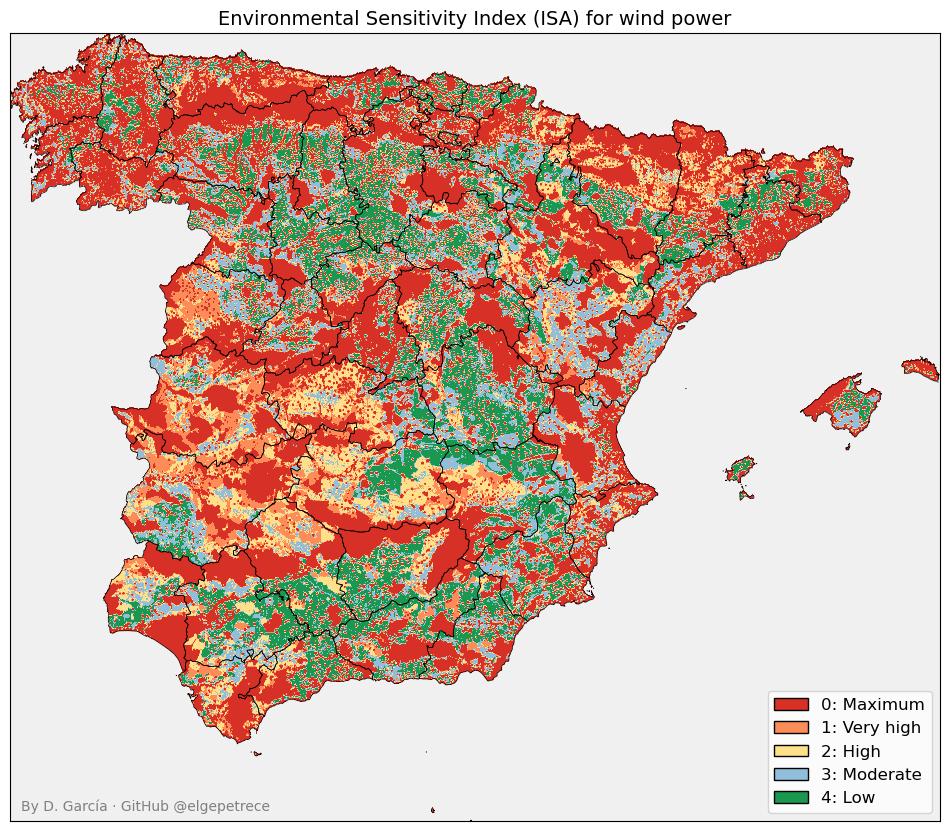 Environmental Sensitivity Index (ISA) for wind power
0: Maximum
1: Very high
2: High
3: Moderate
4: Low
By D. García · GitHub @elgepetrece